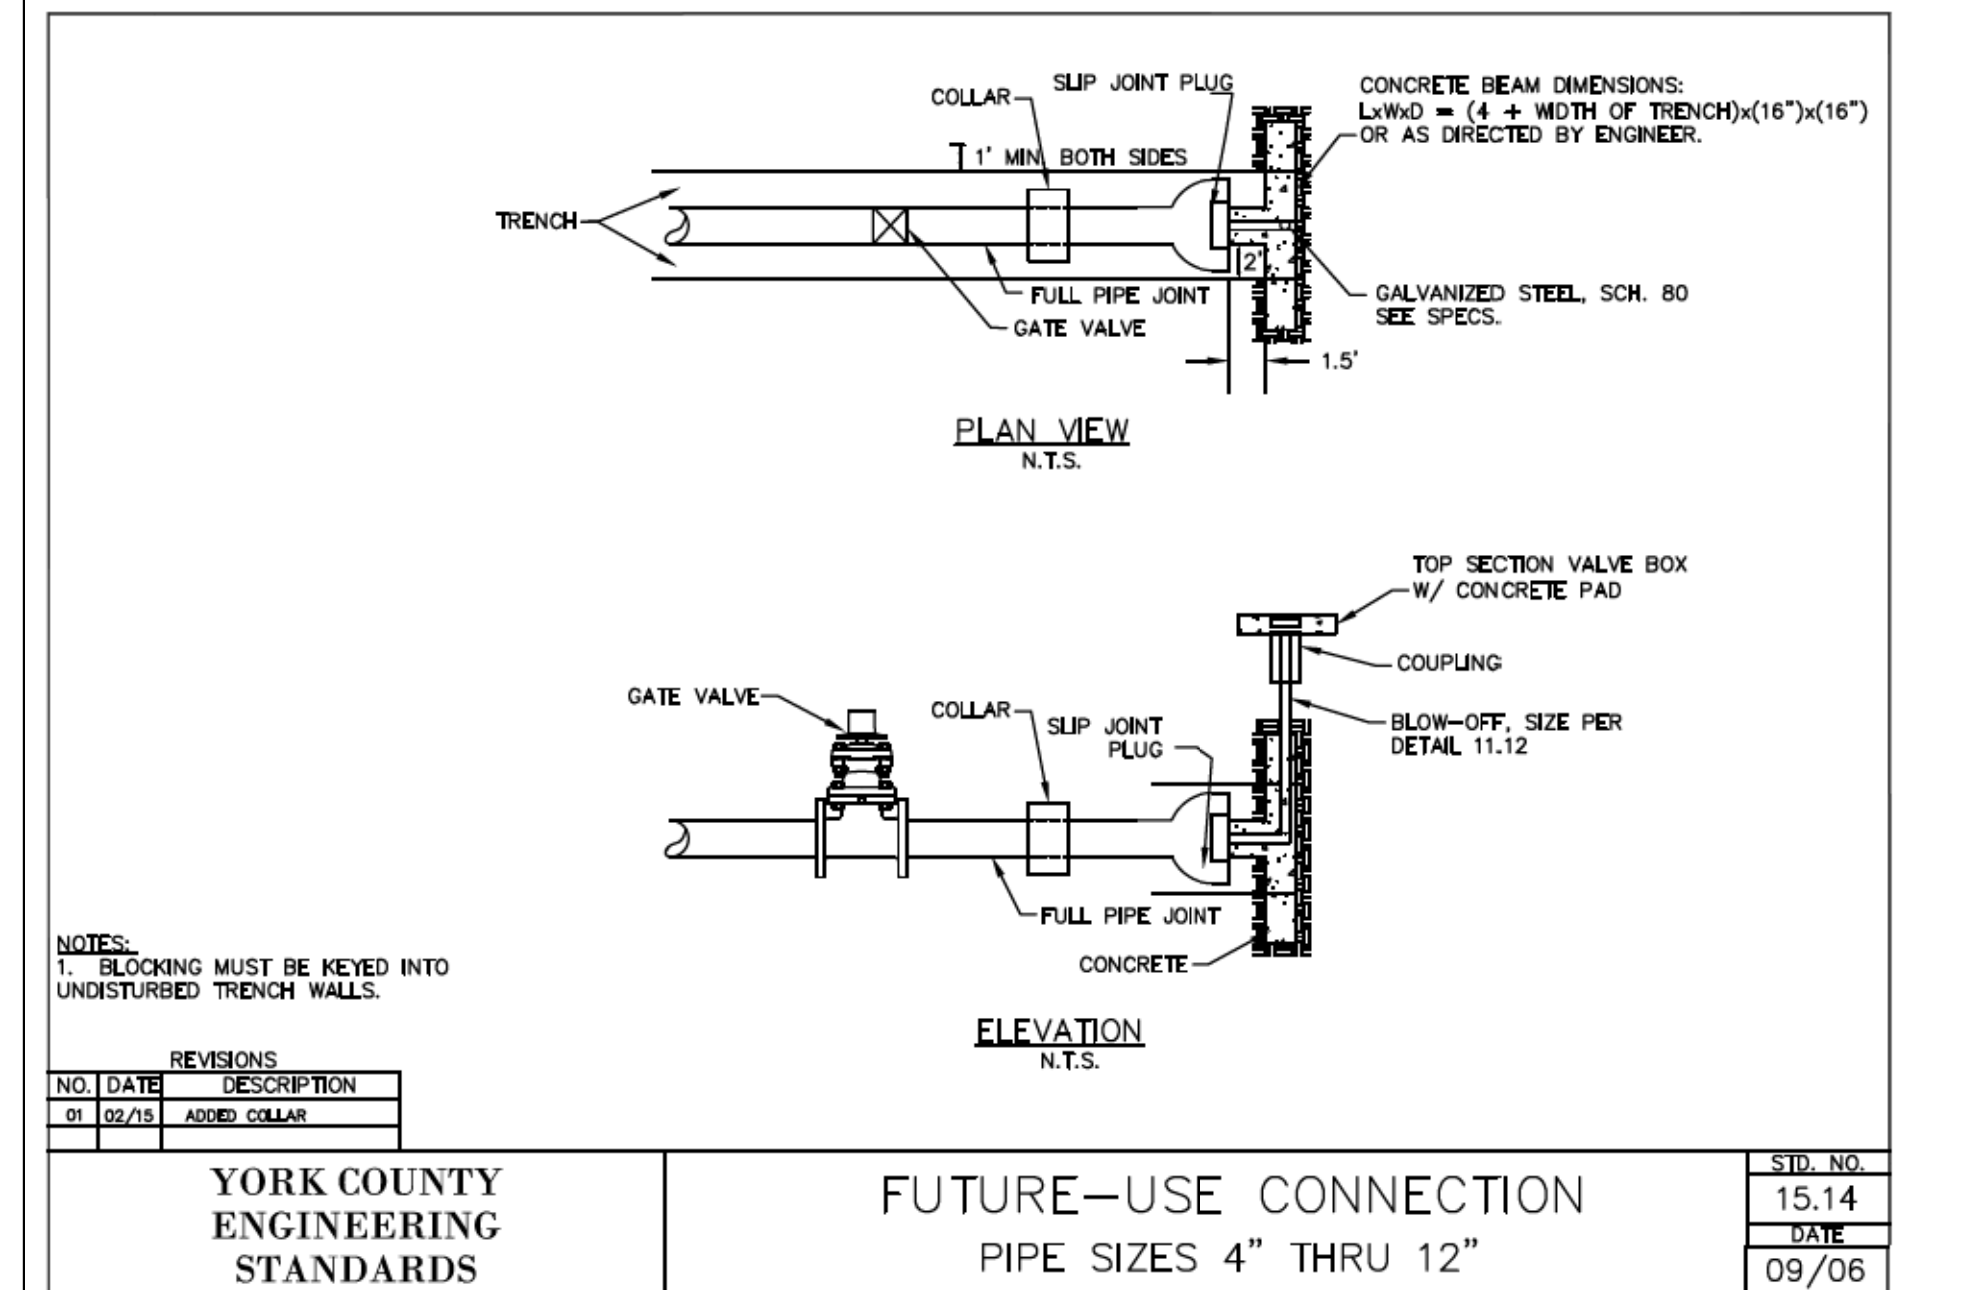 COLLAR
SLIP JOINT PLUG
CONCRETE BEAM DIMENSIONS:
LxWxD = (4 + WIDTH OF TRENCH)x(16")x(16")
OR AS DIRECTED BY ENGINEER.
1' MIN. BOTH SIDES
TRENCH
2'
FULL PIPE JOINT
GATE VALVE
GALVANIZED STEEL, SCH. 80
SEE SPECS.
1.5'
PLAN VIEW
N.T.S.
TOP SECTION VALVE BOX
W/ CONCRETE PAD
COUPLING
GATE VALVE
COLLAR
SLIP JOINT
PLUG
BLOW-OFF, SIZE PER
DETAIL 11.12
FULL PIPE JOINT
CONCRETE
NOTES:
1. BLOCKING MUST BE KEYED INTO
UNDISTURBED TRENCH WALLS.
ELEVATION
N.T.S.
REVISIONS
NO. DATE DESCRIPTION
01 02/15 ADDED COLLAR
YORK COUNTY
ENGINEERING
STANDARDS
FUTURE-USE CONNECTION
PIPE SIZES 4" THRU 12"
STD. NO.
15.14
DATE
09/06